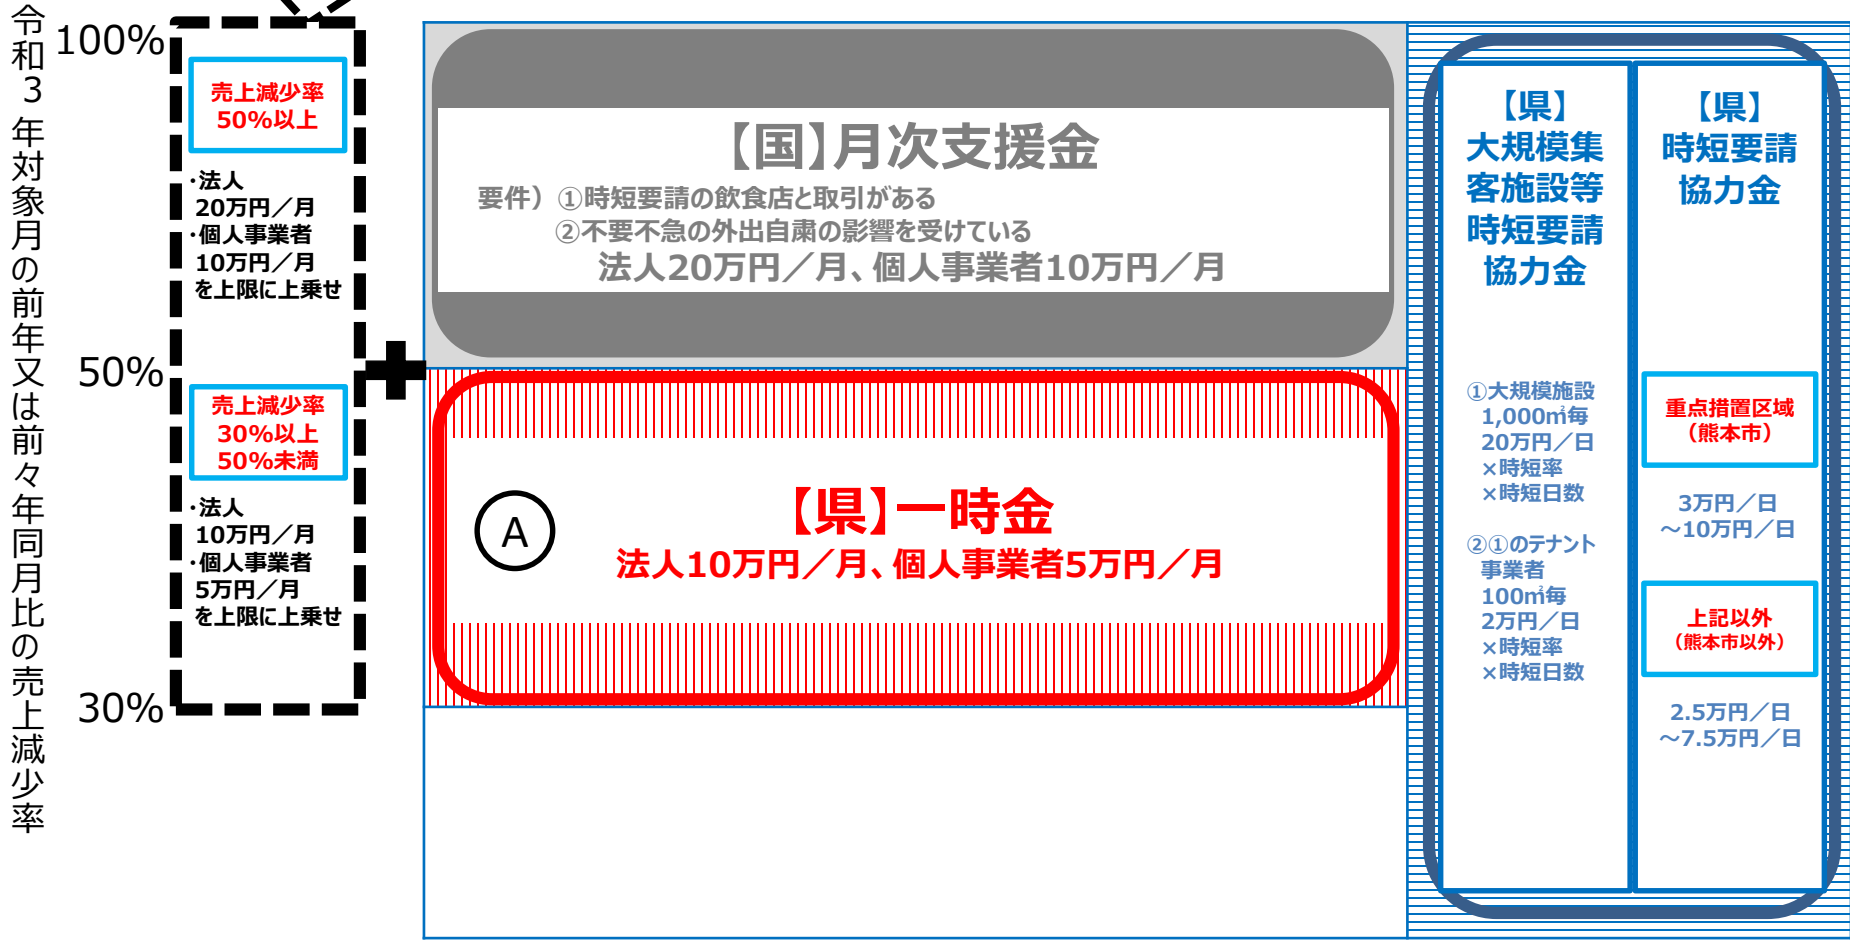 令和3年対象月の前年又は前々年同月比の売上減少率
100%
50%
30%
売上減少率
50%以上
・法人
20万円／月
・個人事業者
10万円／月
を上限に上乗せ
売上減少率
30%以上
50%未満
・法人
10万円／月
・個人事業者
5万円／月
を上限に上乗せ
【国】月次支援金
要件）①時短要請の飲食店と取引がある
②不要不急の外出自粛の影響を受けている
法人20万円／月、個人事業者10万円／月
A
【県】一時金
法人10万円／月、個人事業者5万円／月
【県】
大規模集
客施設等
時短要請
協力金
①大規模施設
1,000㎡毎
20万円／日
×時短率
×時短日数
②①のテナント
事業者
100㎡毎
2万円／日
×時短率
×時短日数
【県】
時短要請
協力金
重点措置区域
（熊本市）
3万円／日
～10万円／日
上記以外
（熊本市以外）
2.5万円／日
～7.5万円／日